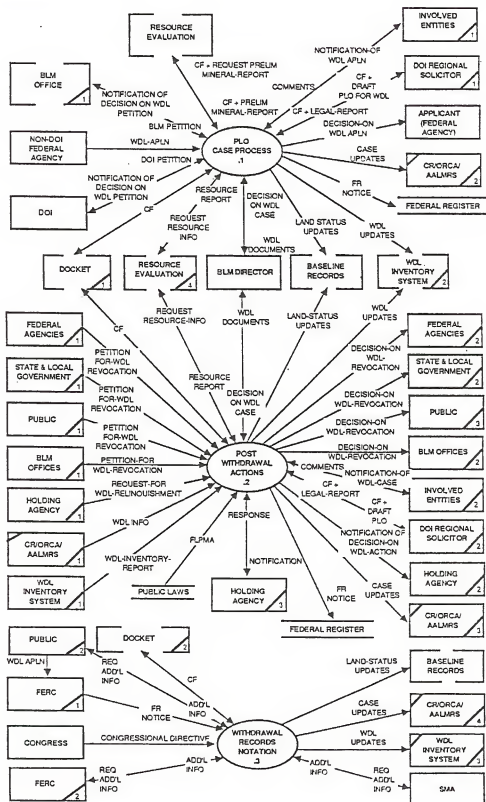 RESOURCE
EVALUATION
INVOLVED
ENTITIES
1
NOTIFICATION-OF
WDL APLN
COMMENTS
CF + REQUEST PRELIM
MINERAL-REPORT
BLM
OFFICE
1
NOTIFICATION OF
DECISION ON WDL
PETITION
CF + PRELIM
MINERAL-REPORT
CF +
DRAFT
PLO FOR WDL
DOI REGIONAL
SOLICITOR
1
CF + LEGAL-REPORT
BLM PETITION
DECISION-ON
WDL APLN
APPLICANT
(FEDERAL
AGENCY)
NON-DOI
FEDERAL
AGENCY
WDL-APLN
PLO
CASE PROCESS
.1
DOI PETITION
CASE
UPDATES
CR/ORCA/
AALMRS
2
NOTIFICATION OF
DECISION ON
WDL PETITION
RESOURCE
REPORT
DECISION
ON WDL
CASE
FR
NOTICE
FEDERAL REGISTER
DOI
CF
REQUEST
RESOURCE
INFO
WDL
DOCUMENTS
LAND STATUS
UPDATES
WDL
UPDATES
DOCKET
1
RESOURCE
EVALUATION
4
BLM DIRECTOR
BASELINE
RECORDS
WDL
INVENTORY
SYSTEM
2
REQUEST
RESOURCE-INFO
WDL
DOCUMENTS
LAND-STATUS
UPDATES
WDL
UPDATES
FEDERAL
AGENCIES
1
CF
FEDERAL
AGENCIES
2
PETITION
FOR-WDL
REVOCATION
DECISION-ON
WDL-
REVOCATION
STATE & LOCAL
GOVERNMENT
1
RESOURCE
REPORT
STATE & LOCAL
GOVERNMENT
2
PETITION
FOR-WDL
REVOCATION
DECISION
ON WDL
CASE
DECISION-ON
WDL-REVOCATION
PUBLIC
1
PUBLIC
3
PETITION
FOR-WDL
REVOCATION
DECISION-ON
WDL-REVOCATION
BLM
OFFICES
1
PETITION-FOR
WDL-REVOCATION
POST
WITHDRAWAL
ACTIONS
.2
DECISION-ON
WDL-REVOCATION
BLM OFFICES
2
COMMENTS
NOTIFICATION-OF
WDL-CASE
HOLDING
AGENCY
1
REQUEST-FOR
WDL-RELINQUISHMENT
CF +
LEGAL-REPORT
INVOLVED
ENTITIES
2
CR/ORCA/
AALMRS
1
WDL INFO
RESPONSE
CF +
DRAFT
PLO
DOI REGIONAL
SOLICITOR
2
WDL-INVENTORY-
REPORT
FLPMA
NOTIFICATION OF
DECISION-ON
WDL-ACTION
WDL
INVENTORY
SYSTEM
1
PUBLIC LAWS
NOTIFICATION
HOLDING
AGENCY
2
HOLDING
AGENCY
3
FR
NOTICE
CASE
UPDATES
CR/ORCA/
AALMRS
3
FEDERAL REGISTER
PUBLIC
2
DOCKET
2
WDL APLN
REQ
ADD'L
INFO
CF
LAND-STATUS
UPDATES
BASELINE
RECORDS
FERC
1
ADD'L
INFO
FR
NOTICE
CASE
UPDATES
CR/ORCA/
AALMRS
4
CONGRESS
CONGRESSIONAL DIRECTIVE
WITHDRAWAL
RECORDS
NOTATION
.3
WDL
UPDATES
WDL
INVENTORY
SYSTEM
3
FERC
2
REQ
ADD'L
INFO
ADD'L
INFO
ADD'L
INFO
REQ
ADD'L
INFO
SMA